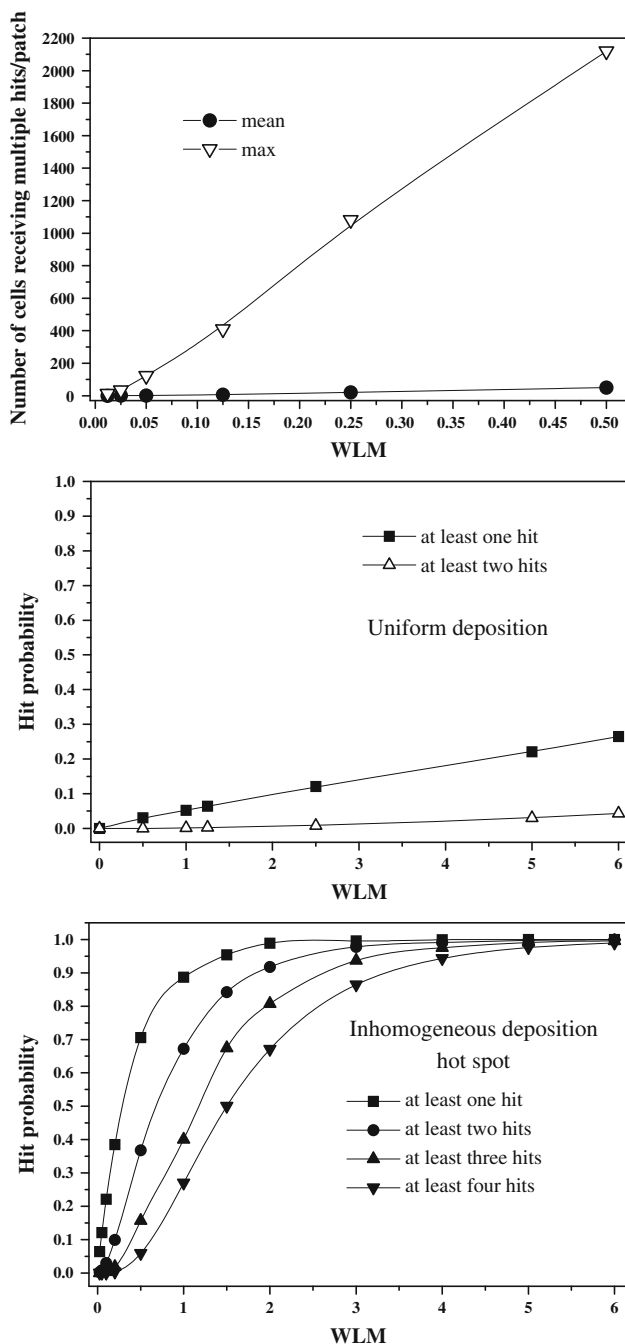 Number of cells receiving multiple hits/patch
2200
2000
1800
1600
1400
1200
1000
800
600
400
200
0
mean
max
0.00 0.05 0.10 0.15 0.20 0.25 0.30 0.35 0.40 0.45 0.50
WLM
Hit probability
1.0
0.9
0.8
0.7
0.6
0.5
0.4
0.3
0.2
0.1
0.0
at least one hit
at least two hits
Uniform deposition
0 1 2 3 4 5 6
WLM
Hit probability
1.0
0.9
0.8
0.7
0.6
0.5
0.4
0.3
0.2
0.1
0.0
Inhomogeneous deposition
hot spot
at least one hit
at least two hits
at least three hits
at least four hits
0 1 2 3 4 5 6
WLM